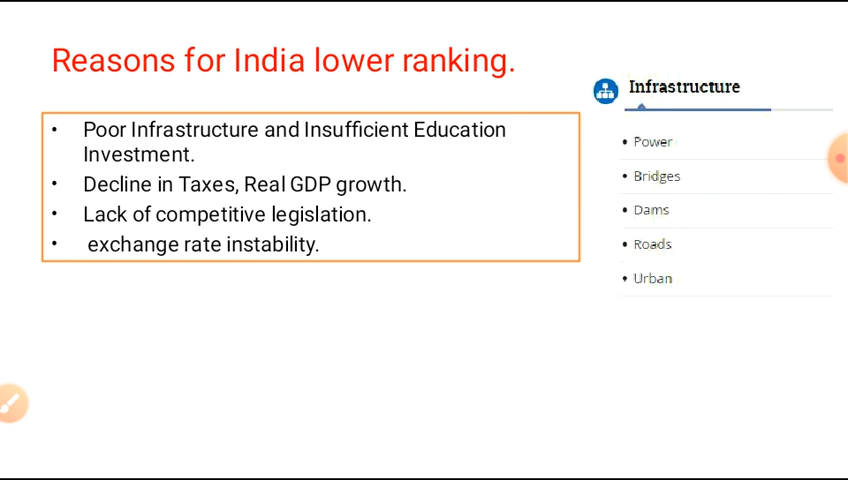 Reasons for India lower ranking.
• Poor Infrastructure and Insufficient Education
Investment.
• Decline in Taxes, Real GDP growth.
• Lack of competitive legislation.
• exchange rate instability.
Infrastructure
• Power
• Bridges
• Dams
• Roads
• Urban